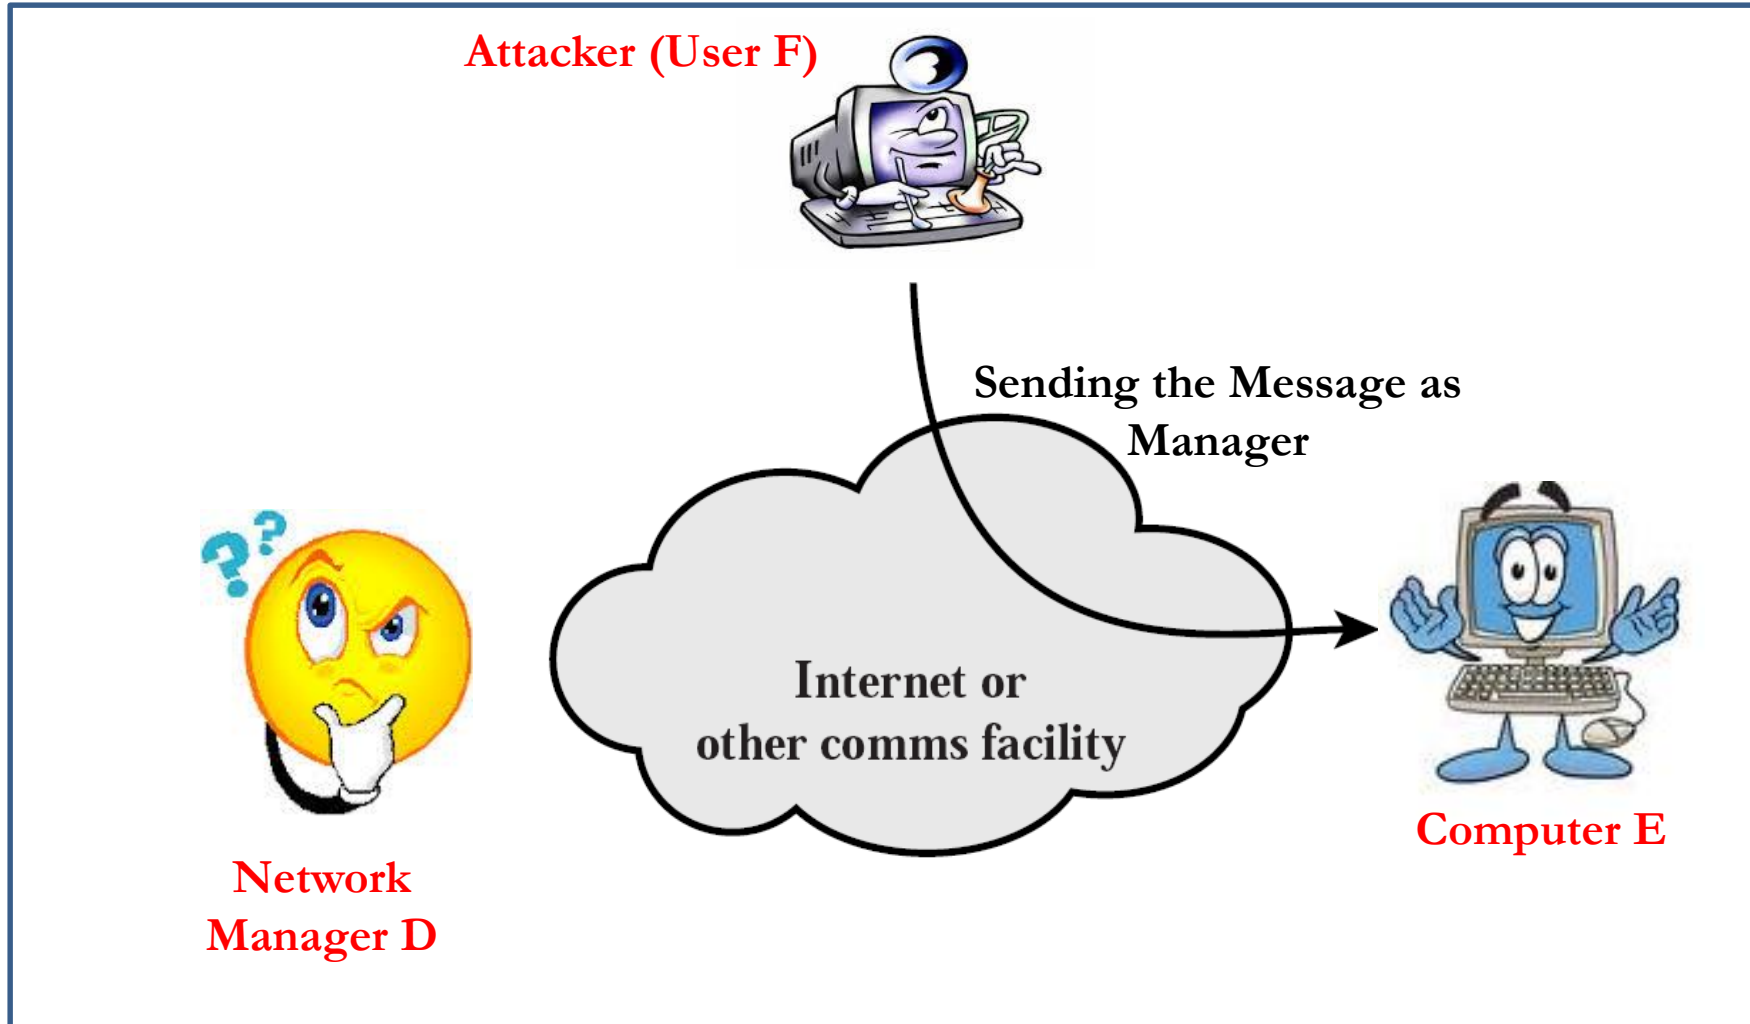 Attacker (User F)
Sending the Message as
Manager
? ?
Internet or
other comms facility
Computer E
Network
Manager D